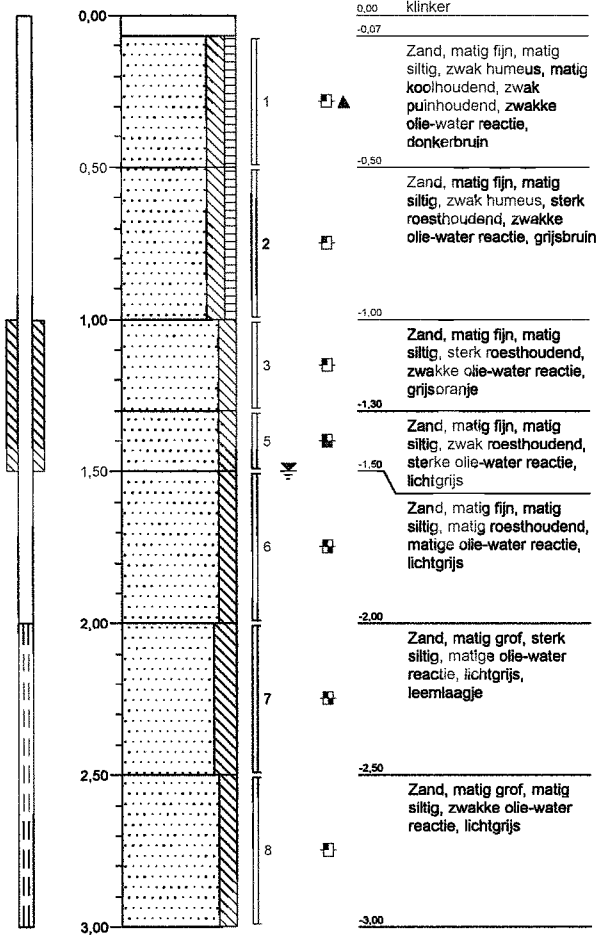 0,00
0,00
klinker
-0,07
Zand, matig fijn, matig
siltig, zwak humeus, matig
koolhoudend, zwak
puinhoudend, zwakke
olie-water reactie,
donkerbruin
1
0,50
-0,50
Zand, matig fijn, matig
siltig, zwak humeus, sterk
roesthoudend, zwakke
olie-water reactie, grijsbruin
2
1,00
-1,00
Zand, matig fijn, matig
siltig, sterk roesthoudend,
zwakke olie-water reactie,
grijsoranje
3
-1,30
Zand, matig fijn, matig
siltig, zwak roesthoudend,
sterke olie-water reactie,
lichtgrijs
5
1,50
-1,50
Zand, matig fijn, matig
siltig, matig roesthoudend,
matige olie-water reactie,
lichtgrijs
6
2,00
-2,00
Zand, matig grof, sterk
siltig, matige olie-water
reactie, lichtgrijs,
leemlaagje
7
2,50
-2,50
Zand, matig grof, matig
siltig, zwakke olie-water
reactie, lichtgrijs
8
3,00
-3,00